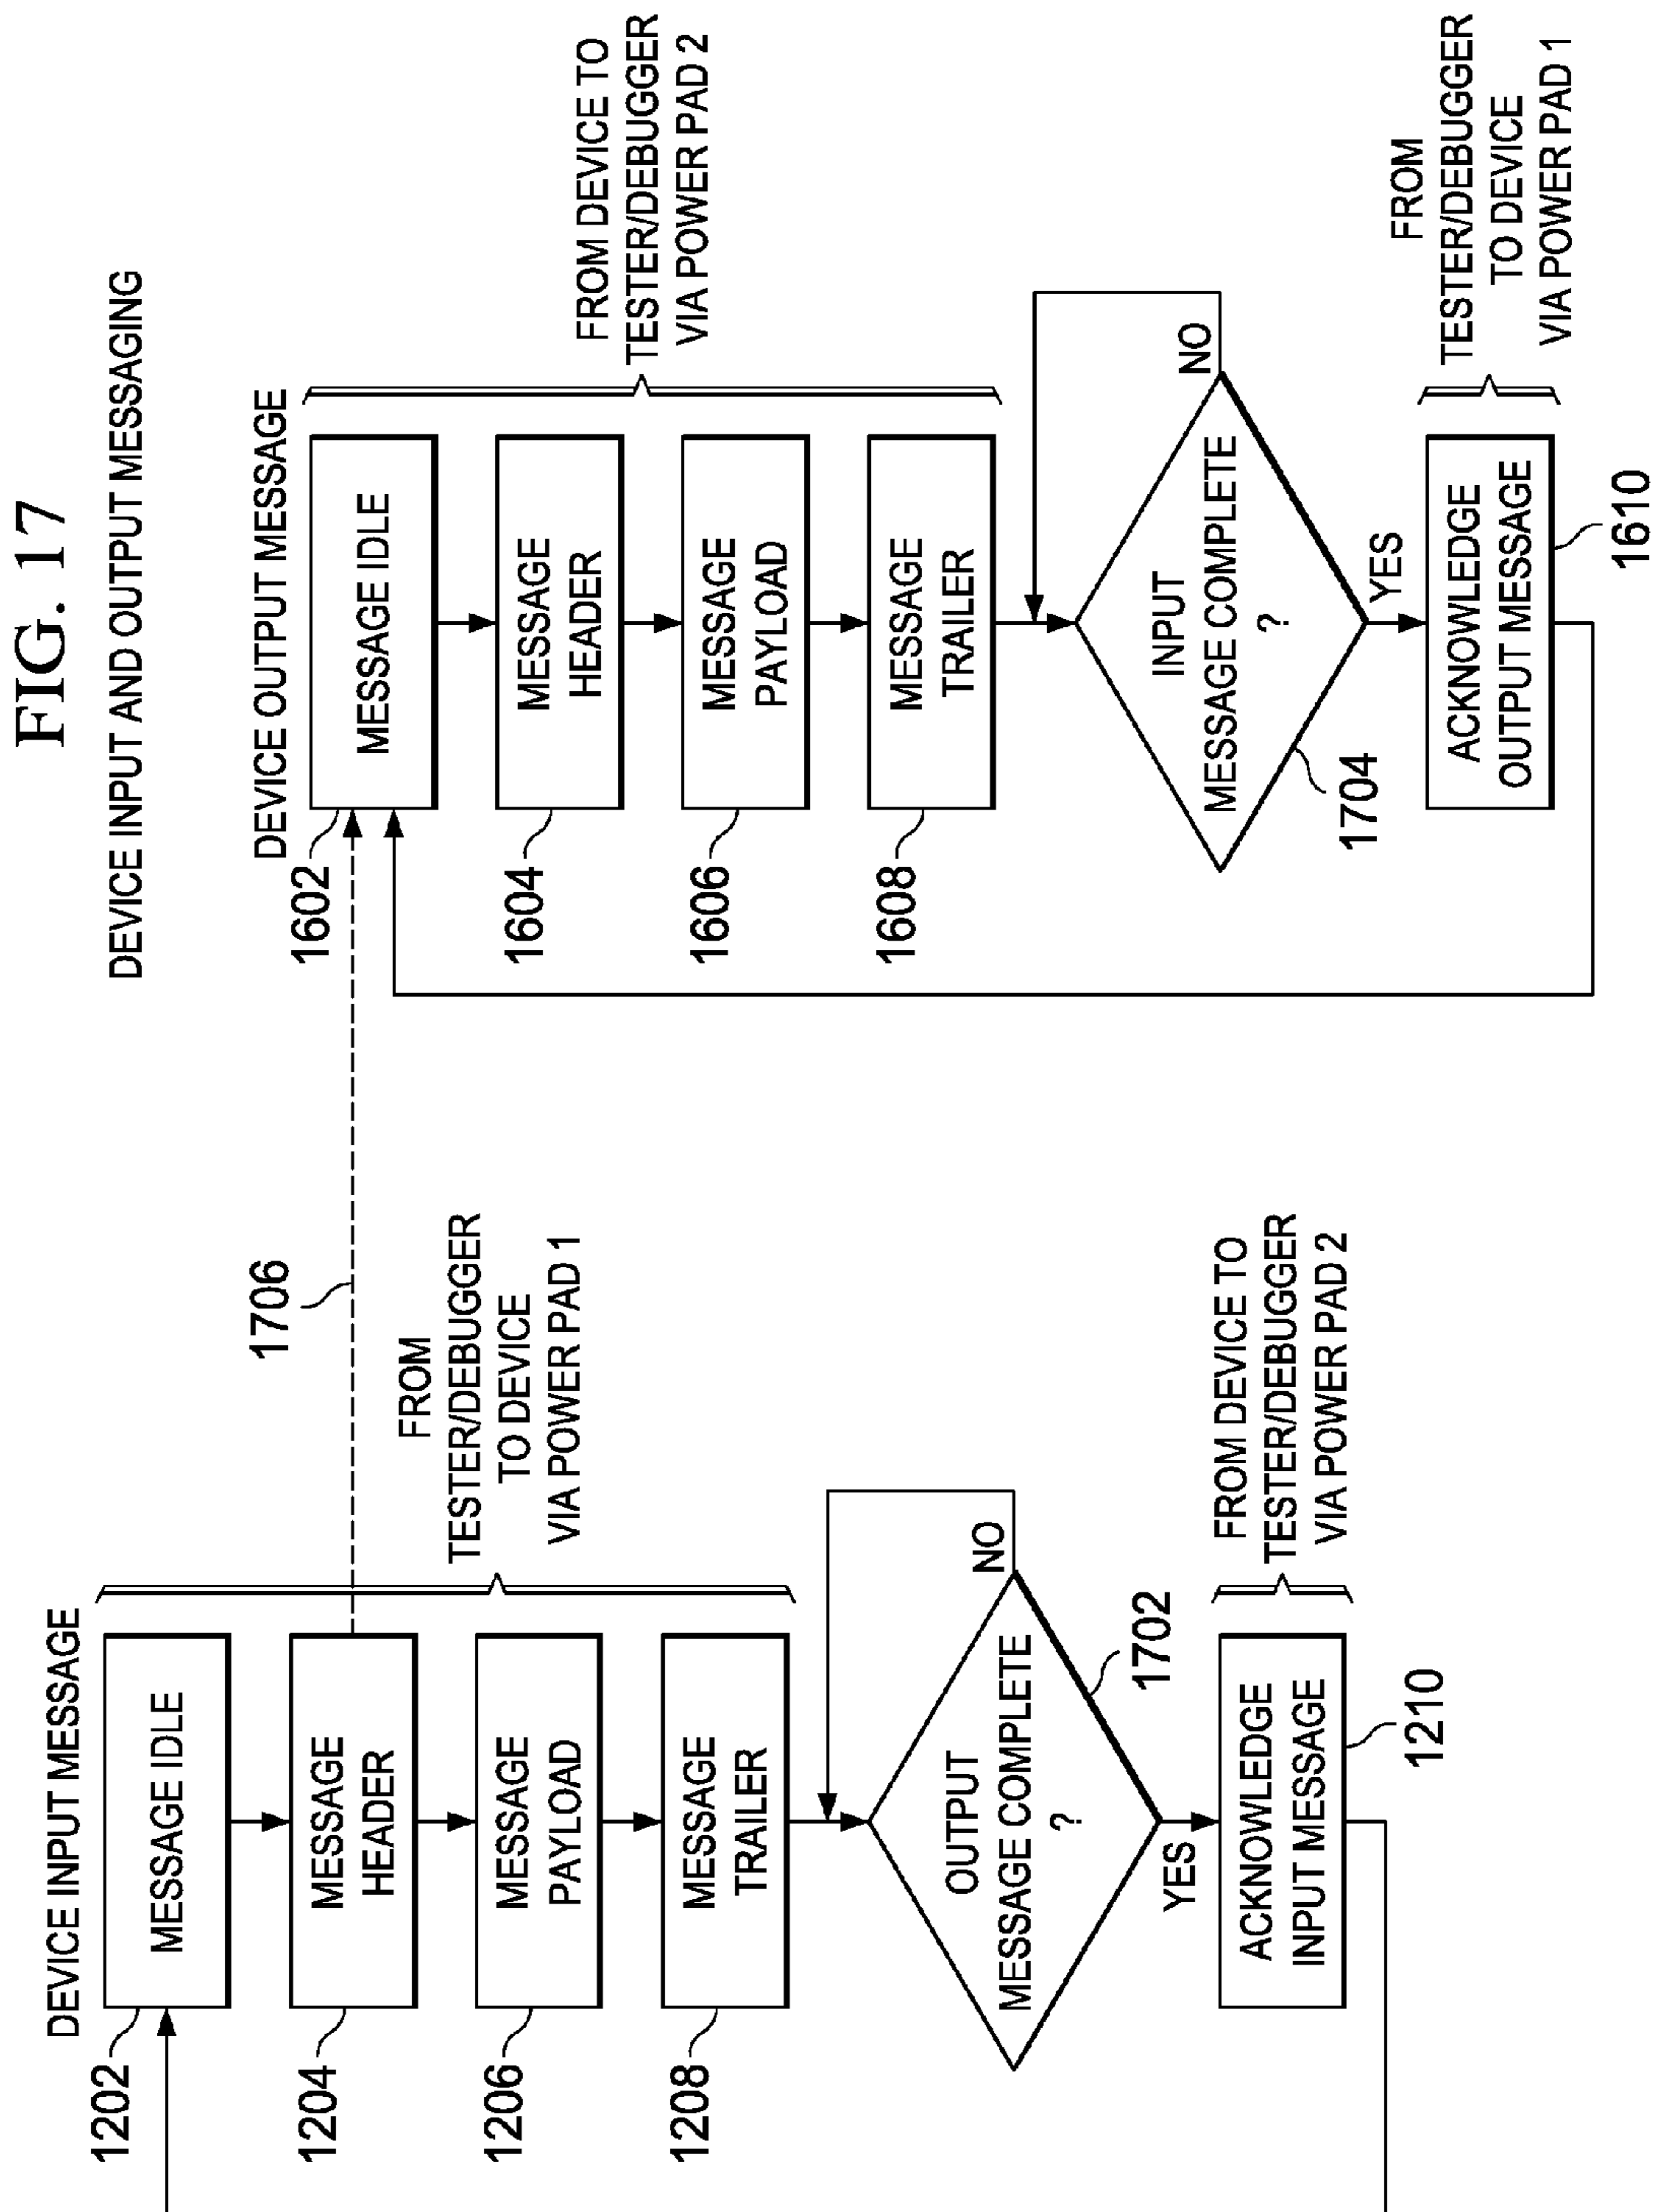 FIG. 17
DEVICE INPUT AND OUTPUT MESSAGING
DEVICE INPUT MESSAGE
1202
MESSAGE IDLE
1204
MESSAGE
HEADER
1206
MESSAGE
PAYLOAD
1208
MESSAGE
TRAILER
FROM
TESTER/DEBUGGER
TO DEVICE
VIA POWER PAD 1
OUTPUT
MESSAGE COMPLETE
?
NO
YES
1702
ACKNOWLEDGE
INPUT MESSAGE
1210
FROM DEVICE TO
TESTER/DEBUGGER
VIA POWER PAD 2
1706
DEVICE OUTPUT MESSAGE
1602
MESSAGE IDLE
1604
MESSAGE
HEADER
1606
MESSAGE
PAYLOAD
1608
MESSAGE
TRAILER
FROM DEVICE TO
TESTER/DEBUGGER
VIA POWER PAD 2
INPUT
MESSAGE COMPLETE
?
NO
YES
1704
ACKNOWLEDGE
OUTPUT MESSAGE
1610
FROM
TESTER/DEBUGGER
TO DEVICE
VIA POWER PAD 1